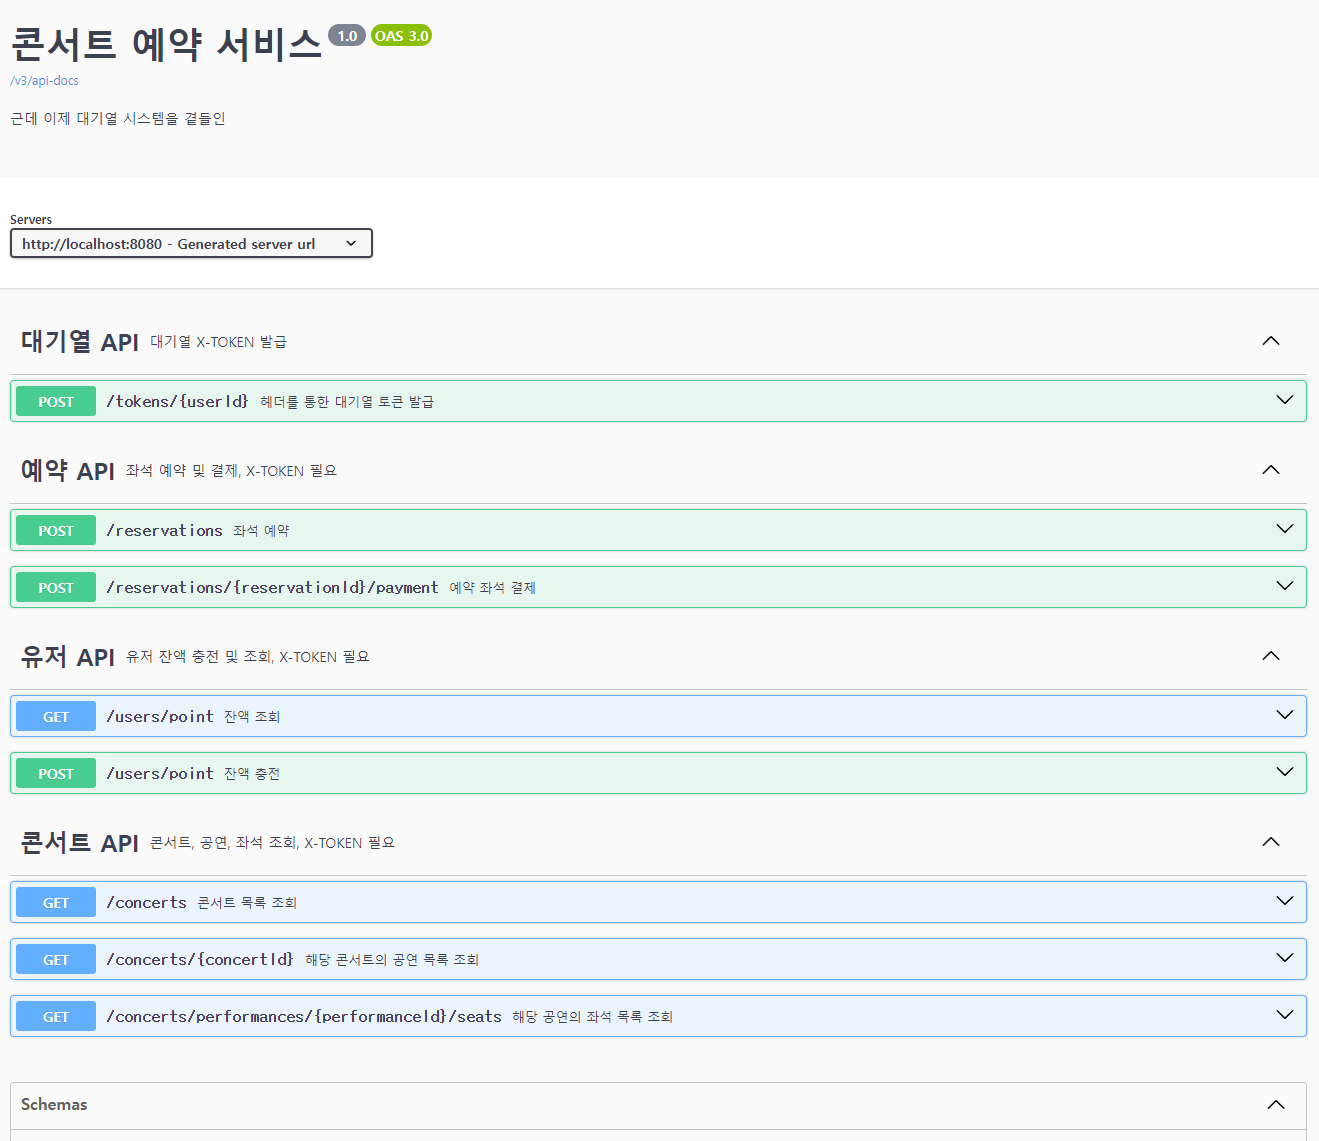 콘서트 예약 서비스 1.0 OAS 3.0
/v3/api-docs
근데 이제 대기열 시스템을 곁들인
Servers
http://localhost:8080 - Generated server url
대기열 API 대기열 X-TOKEN 발급
POST /tokens/{userId} 헤더를 통한 대기열 토큰 발급
예약 API 좌석 예약 및 결제, X-TOKEN 필요
POST /reservations 좌석 예약
POST /reservations/{reservationId}/payment 예약 좌석 결제
유저 API 유저 잔액 충전 및 조회, X-TOKEN 필요
GET /users/point 잔액 조회
POST /users/point 잔액 충전
콘서트 API 콘서트, 공연, 좌석 조회, X-TOKEN 필요
GET /concerts 콘서트 목록 조회
GET /concerts/{concertId} 해당 콘서트의 공연 목록 조회
GET /concerts/performances/{performanceId}/seats 해당 공연의 좌석 목록 조회
Schemas